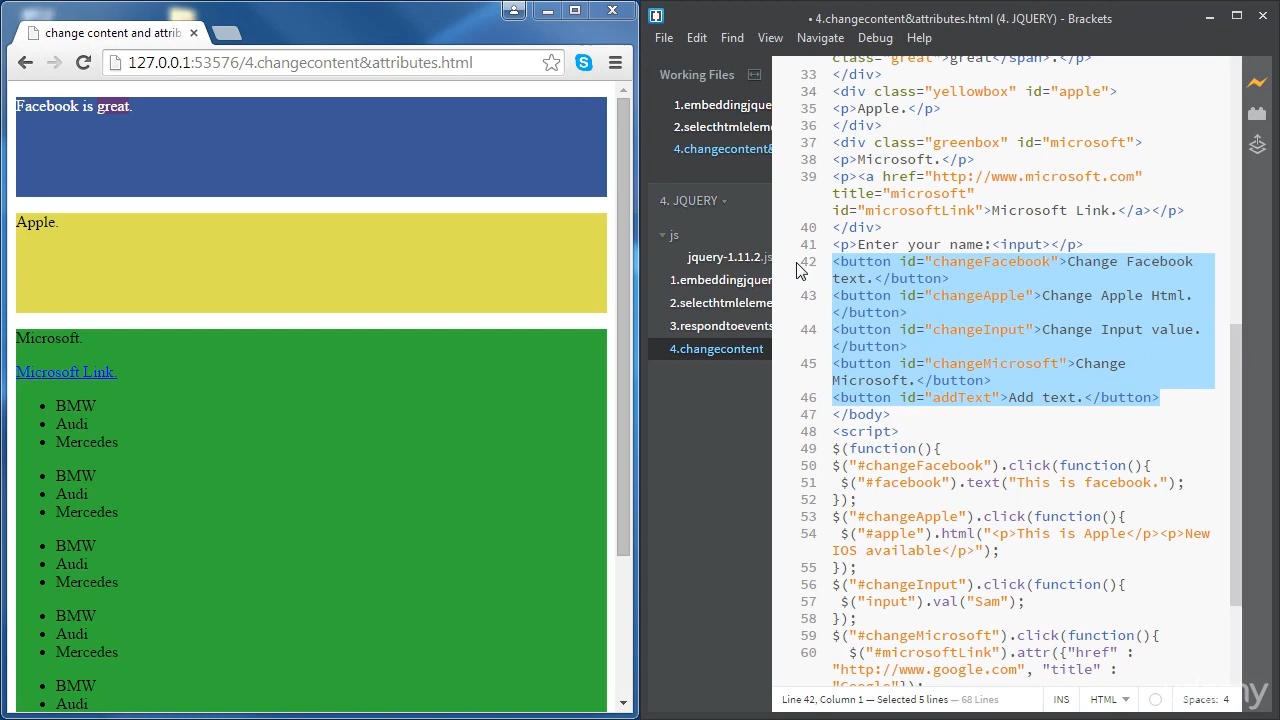 change content and attrib
127.0.0.1:53576/4.changecontent&attributes.html
Facebook is great.
Apple.
Microsoft.
Microsoft Link.
BMW
Audi
Mercedes
BMW
Audi
Mercedes
BMW
Audi
Mercedes
BMW
Audi
Mercedes
BMW
Audi
• 4.changecontent&attributes.html (4. JQUERY) - Brackets
File Edit Find View Navigate Debug Help
Working Files
1.embeddingjquery
2.selecthtmleleme
4.changecontent&
4. JQUERY
js
jquery-1.11.2.js
1.embeddingjquery
2.selecthtmleleme
3.respondtoevents
4.changecontent
class="great">great</span>.</p>
33 </div>
34 <div class="yellowbox" id="apple">
35 <p>Apple.</p>
36 </div>
37 <div class="greenbox" id="microsoft">
38 <p>Microsoft.</p>
39 <p><a href="http://www.microsoft.com"
title="microsoft"
id="microsoftLink">Microsoft Link.</a></p>
40 </div>
41 <p>Enter your name:<input></p>
42 <button id="changeFacebook">Change Facebook
text.</button>
43 <button id="changeApple">Change Apple Html.
</button>
44 <button id="changeInput">Change Input value.
</button>
45 <button id="changeMicrosoft">Change
Microsoft.</button>
46 <button id="addText">Add text.</button>
47 </body>
48 <script>
49 $(function(){
50 $("#changeFacebook").click(function(){
51 $("#facebook").text("This is facebook.");
52 });
53 $("#changeApple").click(function(){
54 $("#apple").html("<p>This is Apple</p><p>New
IOS available</p>");
55 });
56 $("#changeInput").click(function(){
57 $("input").val("Sam");
58 });
59 $("#changeMicrosoft").click(function(){
60 $("#microsoftLink").attr({"href" :
"http://www.google.com", "title" :
"Google"});
Line 42, Column 1 — Selected 5 lines — 68 Lines
INS
HTML
Spaces: 4